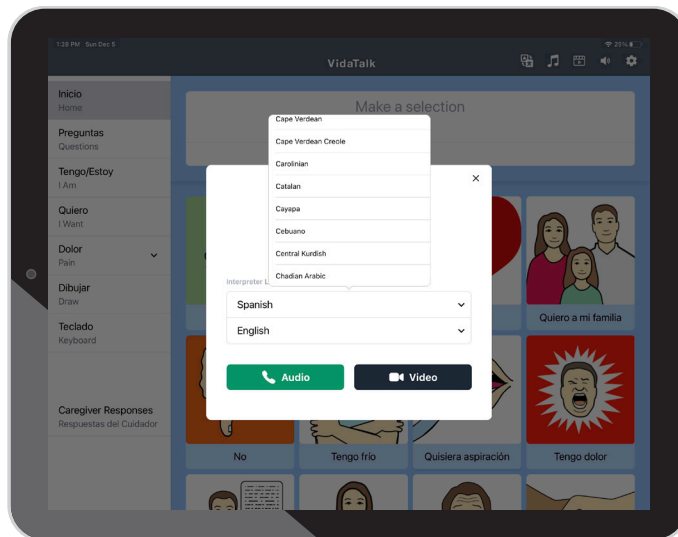 1:28 PM Sun Dec 5
25%
VidaTalk
Inicio
Home
Preguntas
Questions
Tengo/Estoy
I Am
Quiero
I Want
Dolor
Pain
Dibujar
Draw
Teclado
Keyboard
Caregiver Responses
Respuestas del Cuidador
Make a selection
Cape Verdean
Cape Verdean Creole
Carolinian
Catalan
Cayapa
Cebuano
Central Kurdish
Chadian Arabic
Interpreter
Spanish
English
Audio
Video
Quiero a mi familia
No
Tengo frío
Quisiera aspiración
Tengo dolor